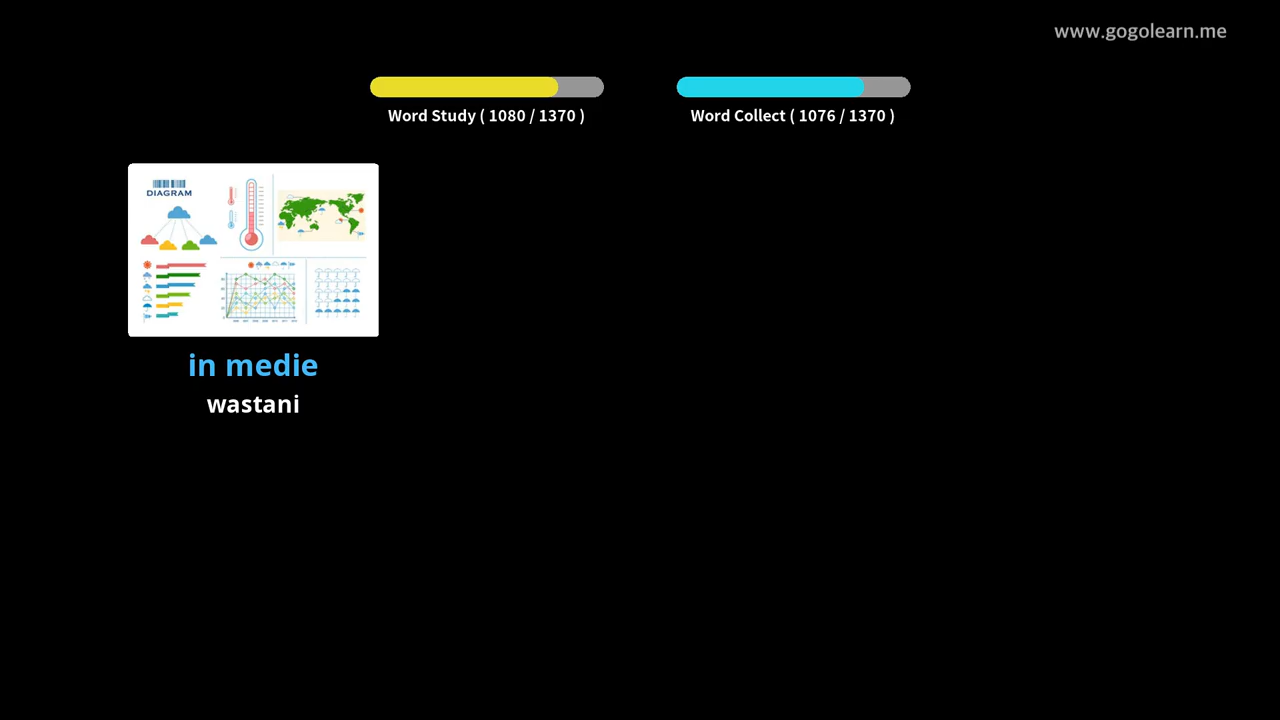 www.gogolearn.me
Word Study ( 1080 / 1370 )
Word Collect ( 1076 / 1370 )
DIAGRAM
in medie
wastani